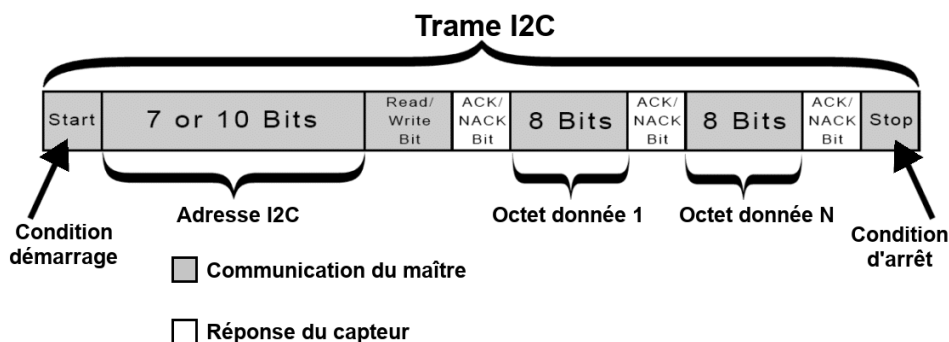 Trame I2C
Start
7 or 10 Bits
Read/
Write
Bit
ACK/
NACK
Bit
8 Bits
ACK/
NACK
Bit
8 Bits
ACK/
NACK
Bit
Stop
Condition
démarrage
Adresse I2C
Octet donnée 1
Octet donnée N
Condition
d'arrêt
Communication du maître
Réponse du capteur